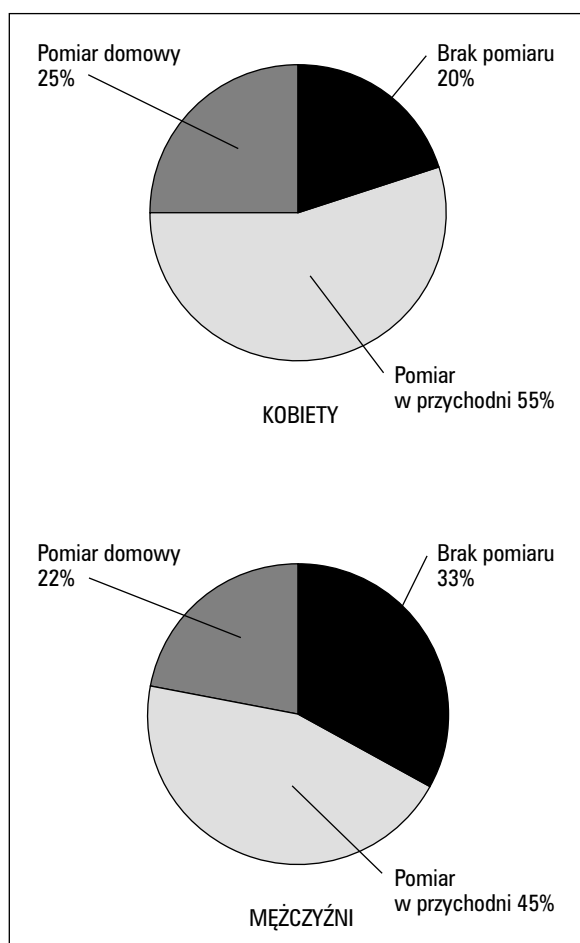 Pomiar domowy
25%
Brak pomiaru
20%
Pomiar
w przychodni 55%
KOBIETY
Pomiar domowy
22%
Brak pomiaru
33%
Pomiar
w przychodni 45%
MĘŻCZYŹNI